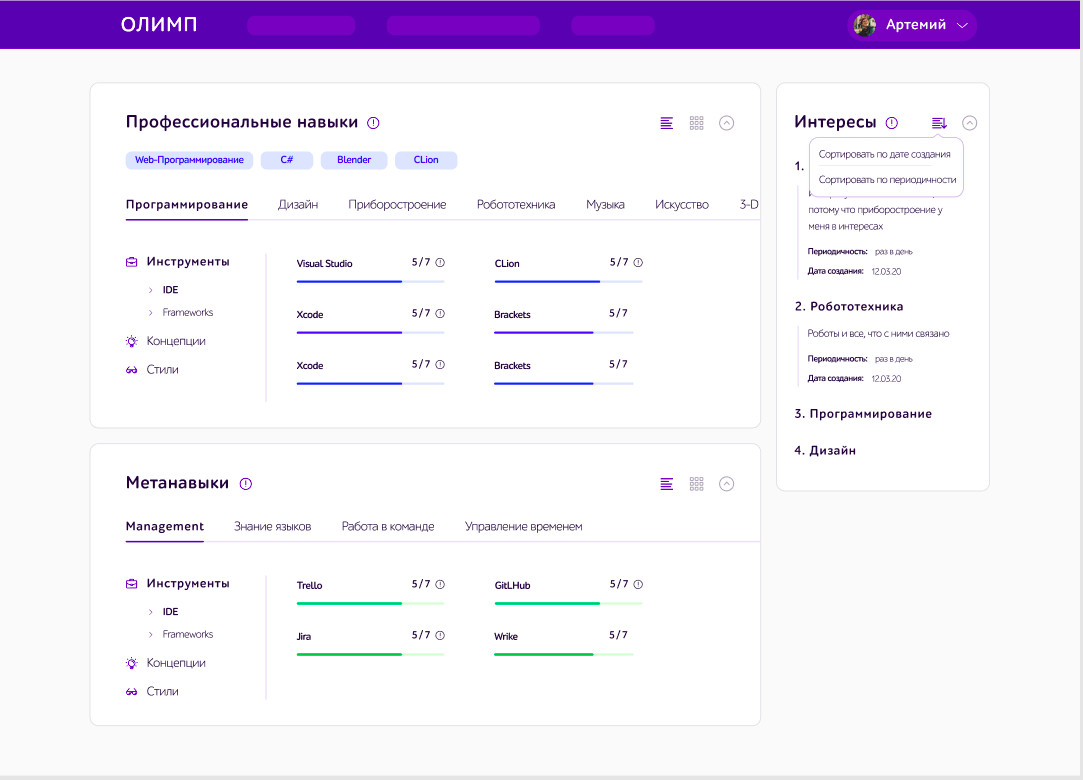 ОЛИМП
Артемий
Профессиональные навыки
Web-Программирование C# Blender CLion
Программирование Дизайн Приборостроение Робототехника Музыка Искусство 3-D
Инструменты
IDE
Frameworks
Концепции
Стили
Visual Studio 5/7
CLion 5/7
Xcode 5/7
Brackets 5/7
Xcode 5/7
Brackets 5/7
Метанавыки
Management Знание языков Работа в команде Управление временем
Инструменты
IDE
Frameworks
Концепции
Стили
Trello 5/7
GitLHub 5/7
Jira 5/7
Wrike 5/7
Интересы
Сортировать по дате создания
Сортировать по периодичности
1.
потому что приборостроение у
меня в интересах
Периодичность: раз в день
Дата создания: 12.03.20
2. Робототехника
Роботы и все, что с ними связано
Периодичность: раз в день
Дата создания: 12.03.20
3. Программирование
4. Дизайн